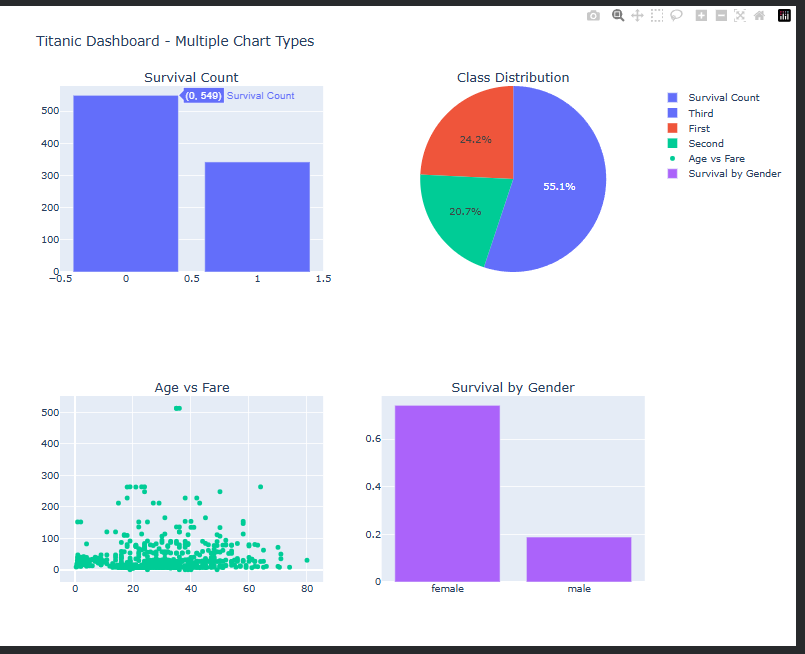 Titanic Dashboard - Multiple Chart Types
Survival Count
(0, 549) Survival Count
500
400
300
200
100
0
−0.5 0 0.5 1 1.5
Class Distribution
24.2%
55.1%
20.7%
Survival Count
Third
First
Second
Age vs Fare
Survival by Gender
Age vs Fare
500
400
300
200
100
0
0 20 40 60 80
Survival by Gender
0.6
0.4
0.2
0
female male